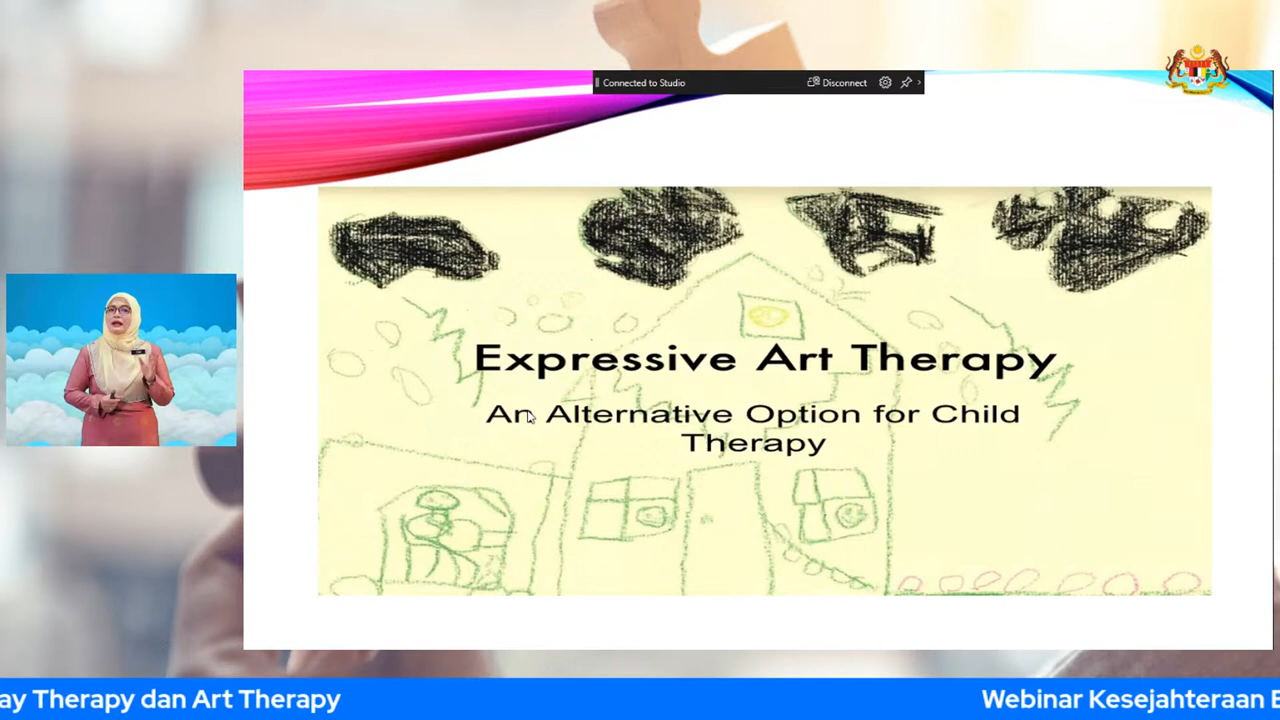 Connected to Studio
Disconnect
Expressive Art Therapy
An Alternative Option for Child
Therapy
ay Therapy dan Art Therapy
Webinar Kesejahteraan E